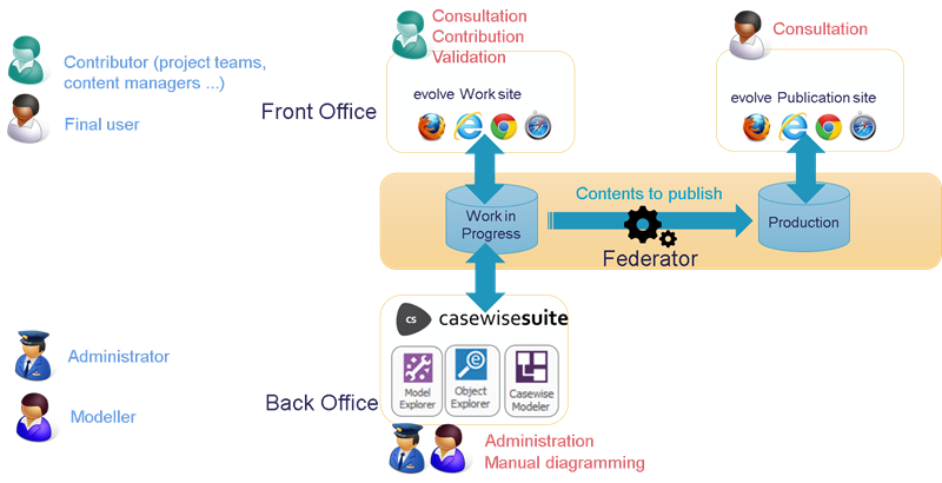 Consultation
Contribution
Validation
Consultation
Contributor (project teams,
content managers ...)
Final user
Front Office
evolve Work site
evolve Publication site
Contents to publish
Work in
Progress
Production
Federator
cs casewisesuite
Administrator
Modeller
Back Office
Model
Explorer
Object
Explorer
Casewise
Modeler
Administration
Manual diagramming